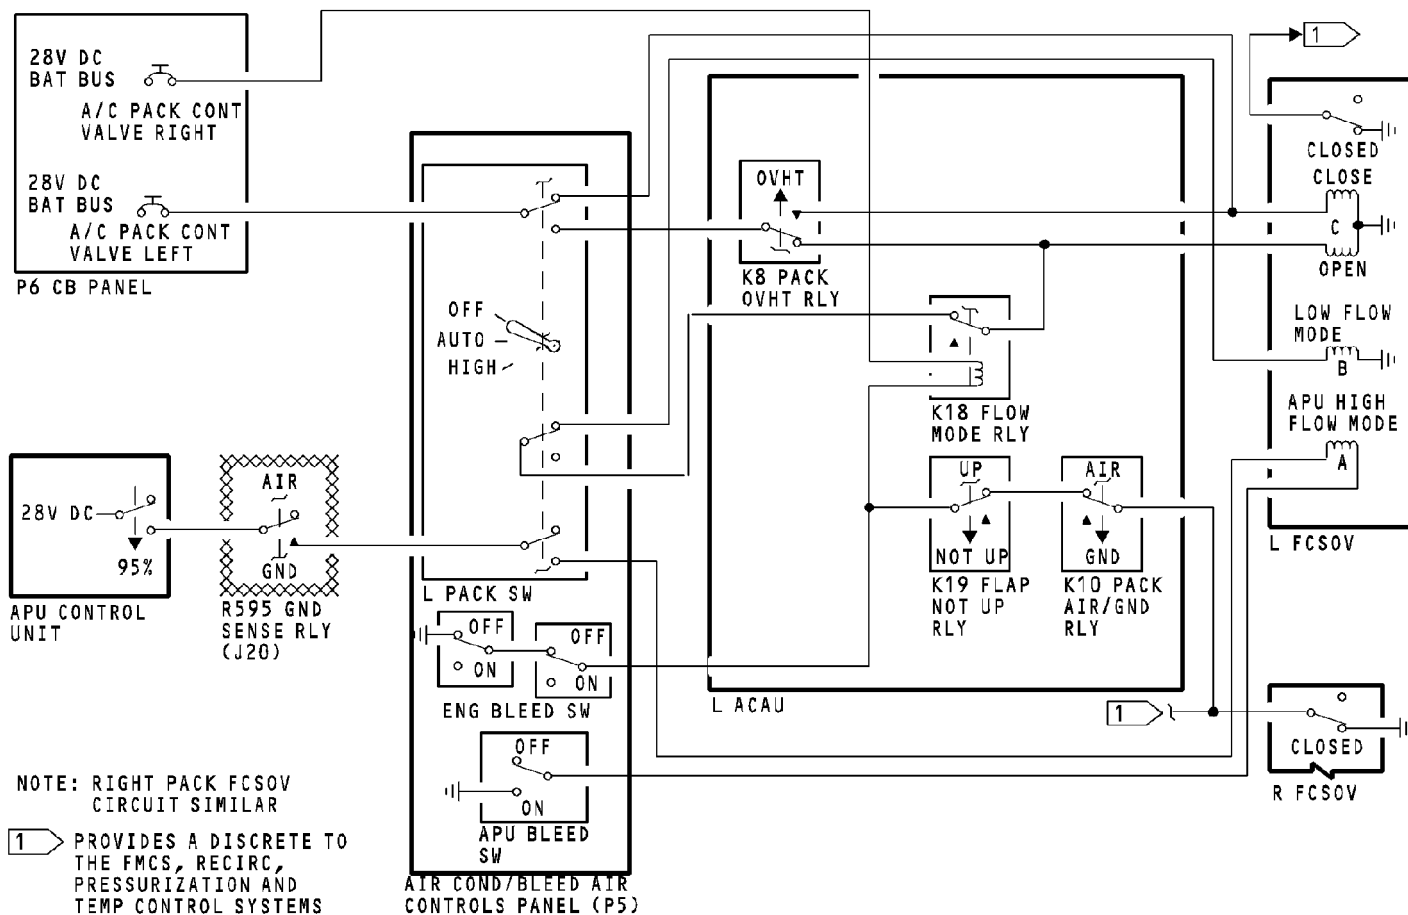 28V DC
BAT BUS
A/C PACK CONT
VALVE RIGHT
28V DC
BAT BUS
A/C PACK CONT
VALVE LEFT
P6 CB PANEL
OFF
AUTO
HIGH
L PACK SW
28V DC
95%
APU CONTROL
UNIT
AIR
GND
R595 GND
SENSE RLY
(J20)
OFF
ON
OFF
ON
ENG BLEED SW
OFF
ON
APU BLEED
SW
AIR COND/BLEED AIR
CONTROLS PANEL (P5)
OVHT
K8 PACK
OVHT RLY
K18 FLOW
MODE RLY
UP
NOT UP
K19 FLAP
NOT UP
RLY
AIR
GND
K10 PACK
AIR/GND
RLY
L ACAU
1
CLOSED
CLOSE
C
OPEN
LOW FLOW
MODE
B
APU HIGH
FLOW MODE
A
L FCSOV
1
CLOSED
R FCSOV
NOTE: RIGHT PACK FCSOV
CIRCUIT SIMILAR
1
PROVIDES A DISCRETE TO
THE FMCS, RECIRC,
PRESSURIZATION AND
TEMP CONTROL SYSTEMS